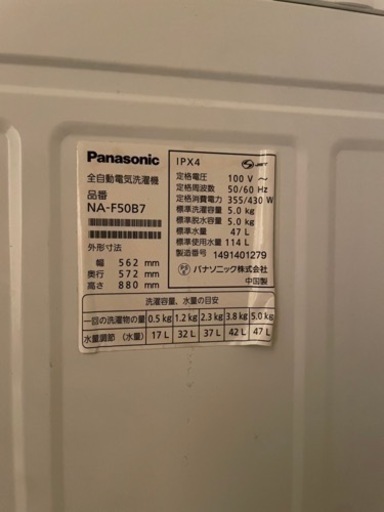 Panasonic
全自動電気洗濯機
品番
NA-F50B7
外形寸法
幅 562 mm
奥行 572 mm
高さ 880 mm
IPX4
JET
定格電圧 100 V ～
定格周波数 50/60 Hz
定格消費電力 355/430 W
標準洗濯容量 5.0 kg
標準脱水容量 5.0 kg
標準水量 47 L
標準使用水量 114 L
製造番号 1491401279
パナソニック株式会社
中国製
洗濯容量、水量の目安
一回の洗濯物の量 0.5 kg 1.2 kg 2.3 kg 3.8 kg 5.0 kg
水量調節（水量） 17 L 32 L 37 L 42 L 47 L